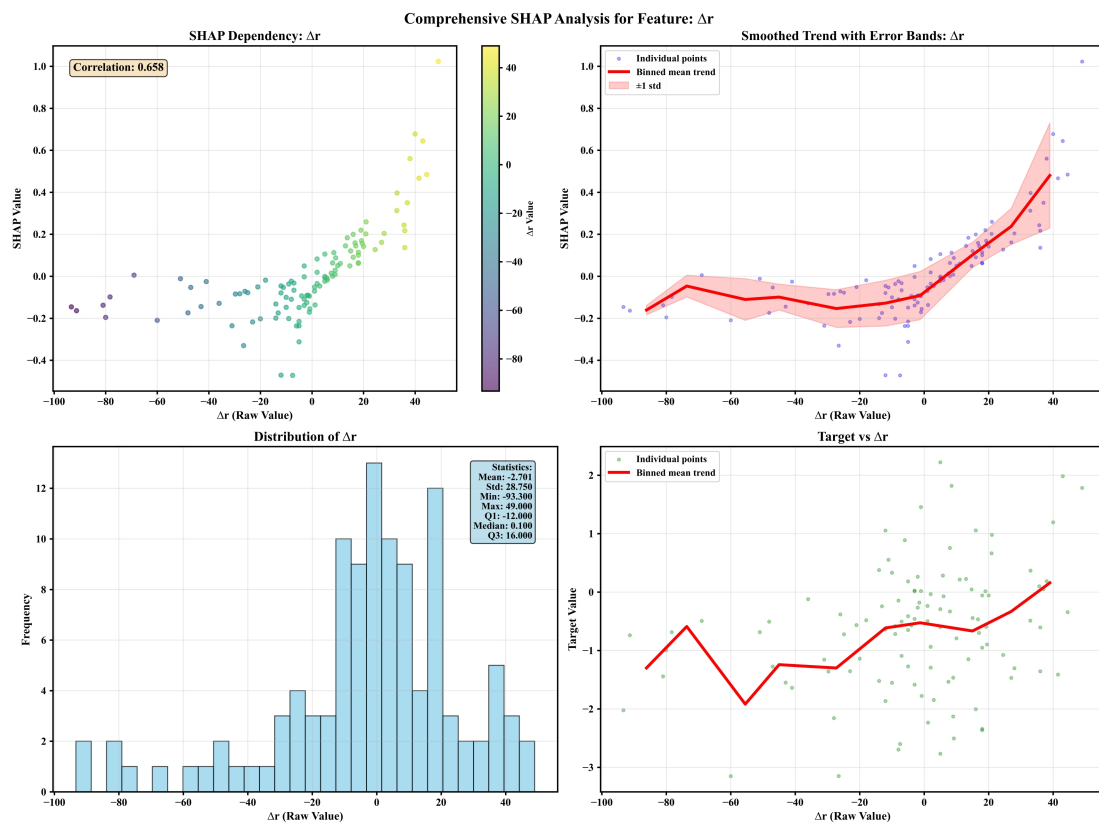 Comprehensive SHAP Analysis for Feature: Δr
SHAP Dependency: Δr
Correlation: 0.658
1.0
0.8
0.6
0.4
0.2
0.0
−0.2
−0.4
SHAP Value
−100
−80
−60
−40
−20
0
20
40
Δr (Raw Value)
40
20
0
−20
−40
−60
−80
Δr Value
Smoothed Trend with Error Bands: Δr
Individual points
Binned mean trend
±1 std
1.0
0.8
0.6
0.4
0.2
0.0
−0.2
−0.4
SHAP Value
−100
−80
−60
−40
−20
0
20
40
Δr (Raw Value)
Distribution of Δr
Statistics:
Mean: -2.701
Std: 28.750
Min: -93.300
Max: 49.000
Q1: -12.000
Median: 0.100
Q3: 16.000
12
10
8
6
4
2
0
Frequency
−100
−80
−60
−40
−20
0
20
40
Δr (Raw Value)
Target vs Δr
Individual points
Binned mean trend
2
1
0
−1
−2
−3
Target Value
−100
−80
−60
−40
−20
0
20
40
Δr (Raw Value)